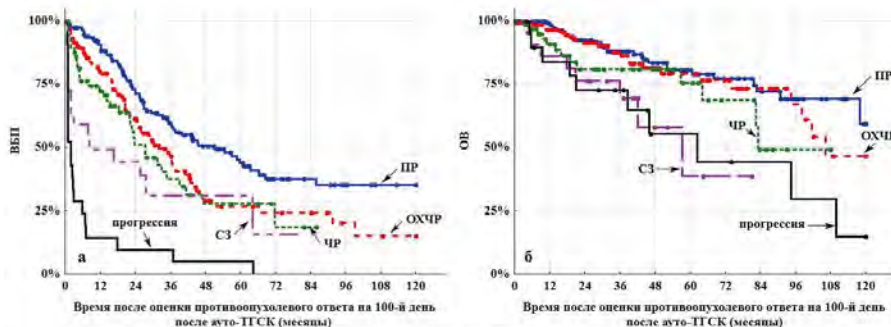 100%
75%
50%
25%
0%
ВБП
а
прогрессия
СЗ
ЧР
ОХЧР
ПР
0 12 24 36 48 60 72 84 96 108 120
Время после оценки противоопухолевого ответа на 100-й день
после ауто-ТГСК (месяцы)
100%
75%
50%
25%
0%
ОВ
б
ПР
ОХЧР
ЧР
СЗ
прогрессия
0 12 24 36 48 60 72 84 96 108 120
Время после оценки противоопухолевого ответа на 100-й день
после ауто-ТГСК (месяцы)